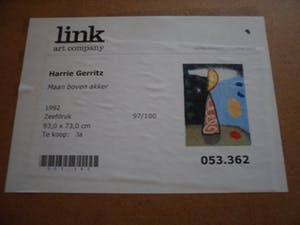 link
art company
Harrie Gerritz
Maan boven akker
1992
Zeefdruk 97/100
93,0 x 73,0 cm
Te koop: Ja
053.362